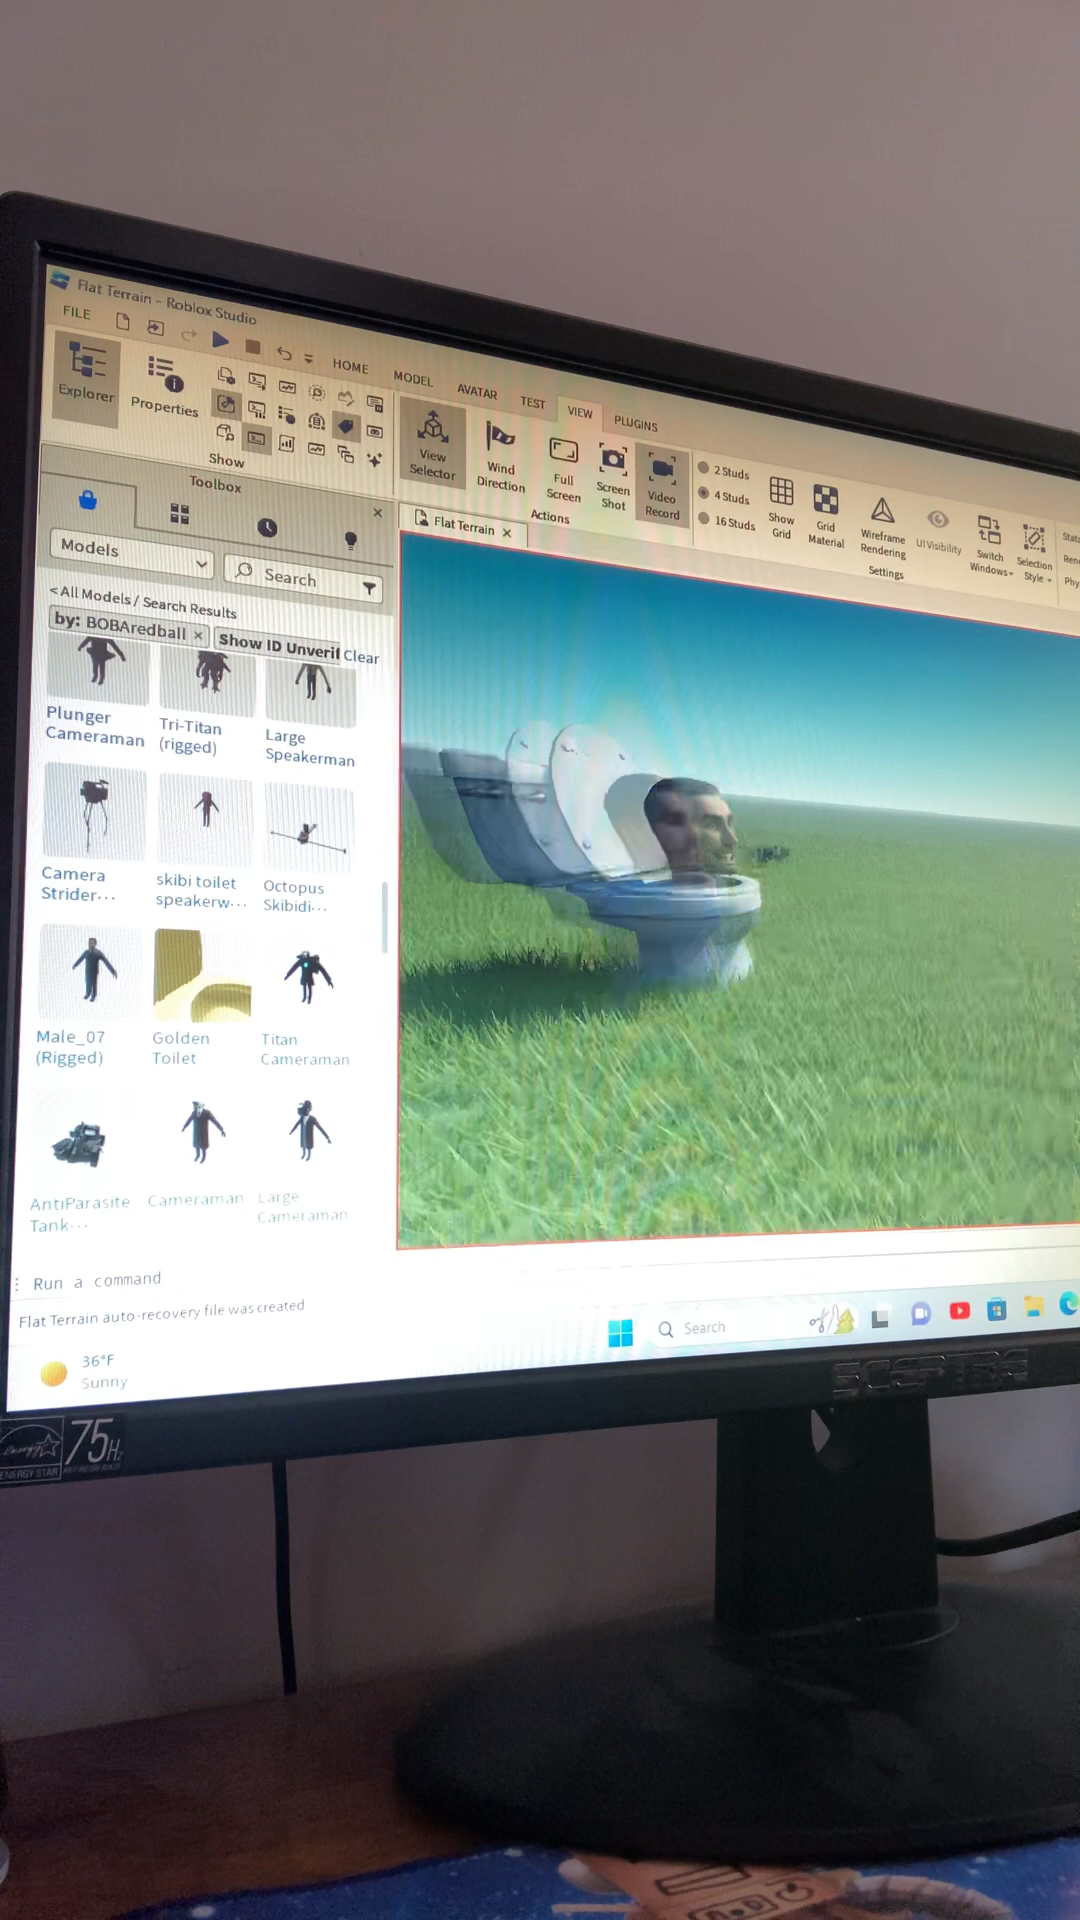 Flat Terrain - Roblox Studio
FILE
HOME
MODEL
AVATAR
TEST
VIEW
PLUGINS
Explorer
Properties
Show
View Selector
Wind Direction
Full Screen
Screen Shot
Video Record
Actions
2 Studs
4 Studs
16 Studs
Show Grid
Grid Material
Wireframe Rendering
UI Visibility
Switch Windows
Selection Style
Settings
Toolbox
Flat Terrain ×
Models
Search
<All Models / Search Results
by: BOBAredball × Show ID Unverif Clear
Plunger Cameraman
Tri-Titan (rigged)
Large Speakerman
Camera Strider...
skibi toilet speakerw...
Octopus Skibidi...
Male_07 (Rigged)
Golden Toilet
Titan Cameraman
AntiParasite Tank...
Cameraman
Large Cameraman
Run a command
Flat Terrain auto-recovery file was created
36°F
Sunny
Search
SCEPTRE
ENERGY STAR
75Hz